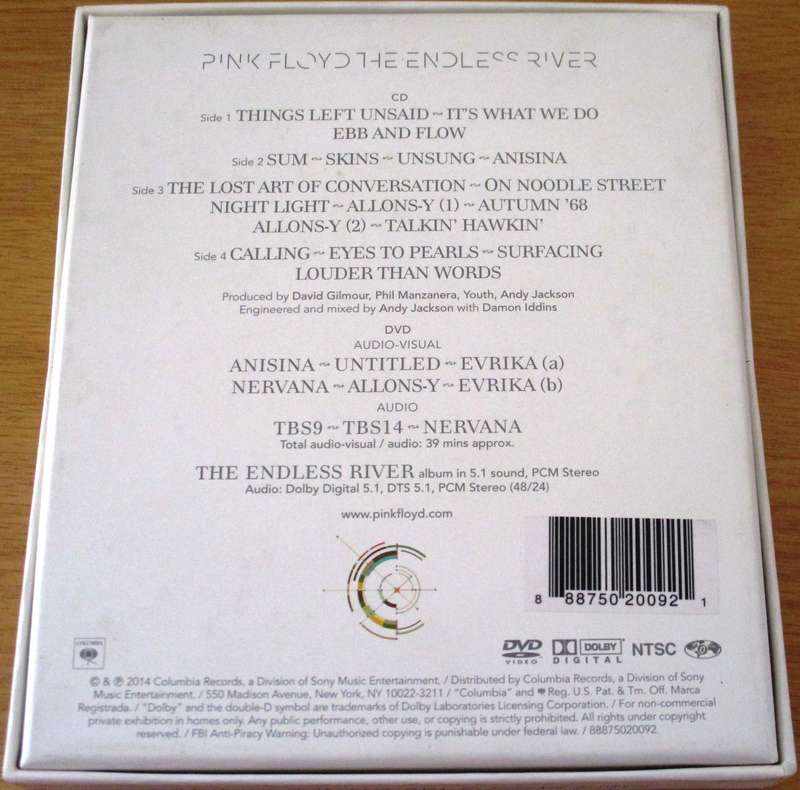 PINK FLOYD THE ENDLESS RIVER
CD
Side 1 THINGS LEFT UNSAID ~ IT'S WHAT WE DO
EBB AND FLOW
Side 2 SUM ~ SKINS ~ UNSUNG ~ ANISINA
Side 3 THE LOST ART OF CONVERSATION ~ ON NOODLE STREET
NIGHT LIGHT ~ ALLONS-Y (1) ~ AUTUMN '68
ALLONS-Y (2) ~ TALKIN' HAWKIN'
Side 4 CALLING ~ EYES TO PEARLS ~ SURFACING
LOUDER THAN WORDS
Produced by David Gilmour, Phil Manzanera, Youth, Andy Jackson
Engineered and mixed by Andy Jackson with Damon Iddins
DVD
AUDIO-VISUAL
ANISINA ~ UNTITLED ~ EVRIKA (a)
NERVANA ~ ALLONS-Y ~ EVRIKA (b)
AUDIO
TBS9 ~ TBS14 ~ NERVANA
Total audio-visual / audio: 39 mins approx.
THE ENDLESS RIVER album in 5.1 sound, PCM Stereo
Audio: Dolby Digital 5.1, DTS 5.1, PCM Stereo (48/24)
www.pinkfloyd.com
8 88750 20092 1
COLUMBIA
DVD VIDEO DOLBY DIGITAL NTSC
© & ℗ 2014 Columbia Records, a Division of Sony Music Entertainment. / Distributed by Columbia Records, a Division of Sony
Music Entertainment. / 550 Madison Avenue, New York, NY 10022-3211 / "Columbia" and Reg. U.S. Pat. & Tm. Off. Marca
Registrada. / "Dolby" and the double-D symbol are trademarks of Dolby Laboratories Licensing Corporation. / For non-commercial
private exhibition in homes only. Any public performance, other use, or copying is strictly prohibited. All rights under copyright
reserved. / FBI Anti-Piracy Warning: Unauthorized copying is punishable under federal law. / 88875020092